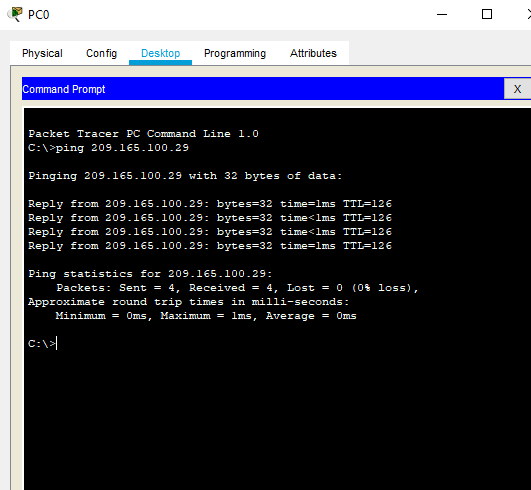 PC0
Physical Config Desktop Programming Attributes
Command Prompt X
Packet Tracer PC Command Line 1.0
C:\>ping 209.165.100.29
Pinging 209.165.100.29 with 32 bytes of data:
Reply from 209.165.100.29: bytes=32 time=1ms TTL=126
Reply from 209.165.100.29: bytes=32 time<1ms TTL=126
Reply from 209.165.100.29: bytes=32 time<1ms TTL=126
Reply from 209.165.100.29: bytes=32 time=1ms TTL=126
Ping statistics for 209.165.100.29:
    Packets: Sent = 4, Received = 4, Lost = 0 (0% loss),
Approximate round trip times in milli-seconds:
    Minimum = 0ms, Maximum = 1ms, Average = 0ms
C:\>